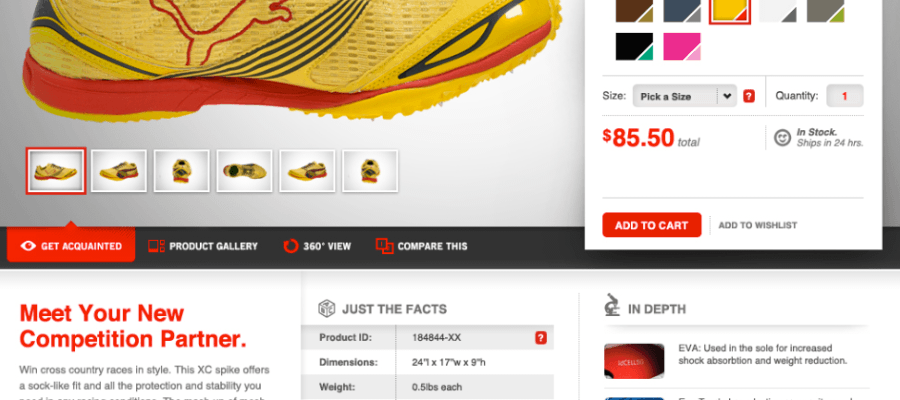 Size:
Pick a Size
?
Quantity:
1
$85.50 total
In Stock.
Ships in 24 hrs.
ADD TO CART
ADD TO WISHLIST
GET ACQUAINTED
PRODUCT GALLERY
360° VIEW
COMPARE THIS
Meet Your New
Competition Partner.
Win cross country races in style. This XC spike offers
a sock-like fit and all the protection and stability you
JUST THE FACTS
Product ID:
184844-XX
?
Dimensions:
24"l x 17"w x 9"h
Weight:
0.5lbs each
IN DEPTH
EVA: Used in the sole for increased
shock absorbtion and weight reduction.